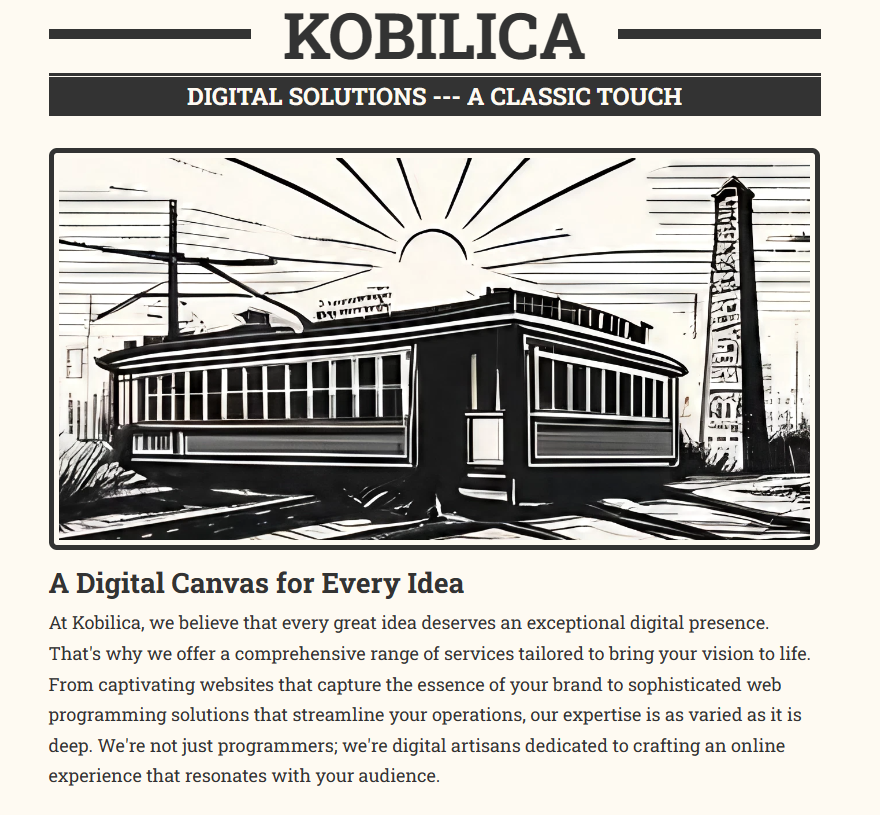 KOBILICA
DIGITAL SOLUTIONS --- A CLASSIC TOUCH
A Digital Canvas for Every Idea
At Kobilica, we believe that every great idea deserves an exceptional digital presence.
That's why we offer a comprehensive range of services tailored to bring your vision to life.
From captivating websites that capture the essence of your brand to sophisticated web
programming solutions that streamline your operations, our expertise is as varied as it is
deep. We're not just programmers; we're digital artisans dedicated to crafting an online
experience that resonates with your audience.